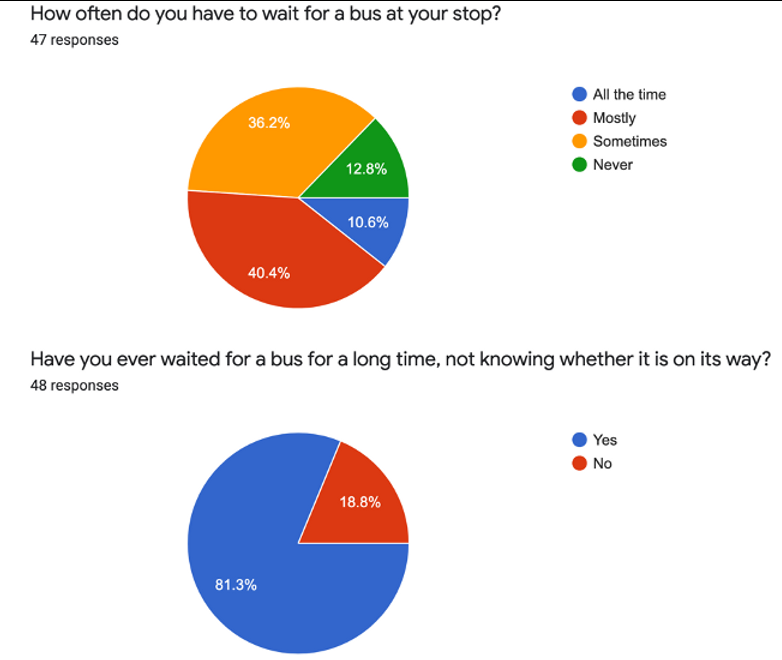 How often do you have to wait for a bus at your stop?
47 responses
36.2%
12.8%
10.6%
40.4%
All the time
Mostly
Sometimes
Never
Have you ever waited for a bus for a long time, not knowing whether it is on its way?
48 responses
18.8%
81.3%
Yes
No